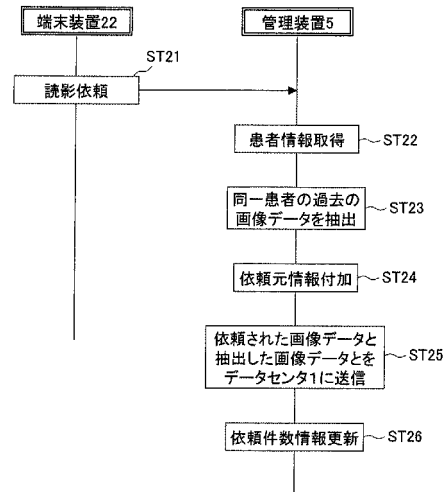 端末装置22
管理装置5
ST21
読影依頼
患者情報取得
ST22
同一患者の過去の
画像データを抽出
ST23
依頼元情報付加
ST24
依頼された画像データと
抽出した画像データとを
データセンタ1に送信
ST25
依頼件数情報更新
ST26